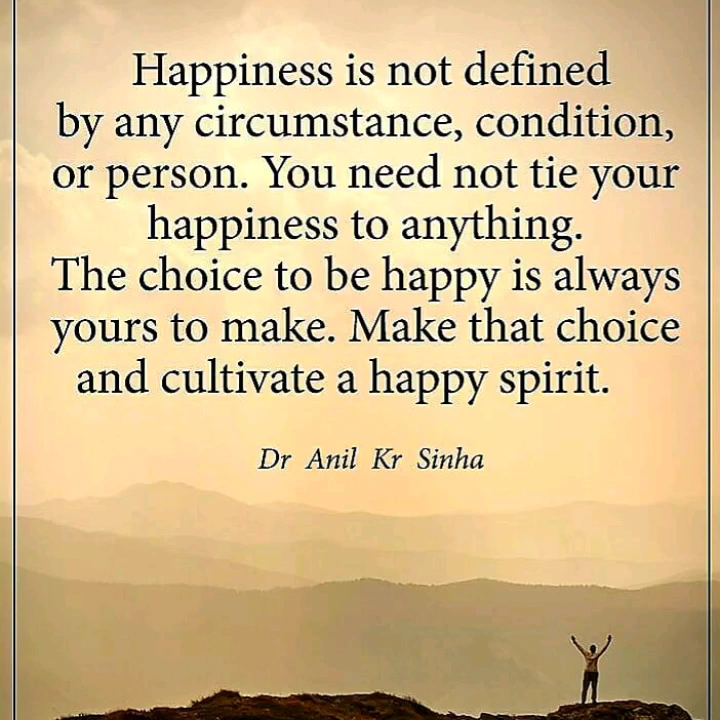 Happiness is not defined
by any circumstance, condition,
or person. You need not tie your
happiness to anything.
The choice to be happy is always
yours to make. Make that choice
and cultivate a happy spirit.
Dr Anil Kr Sinha